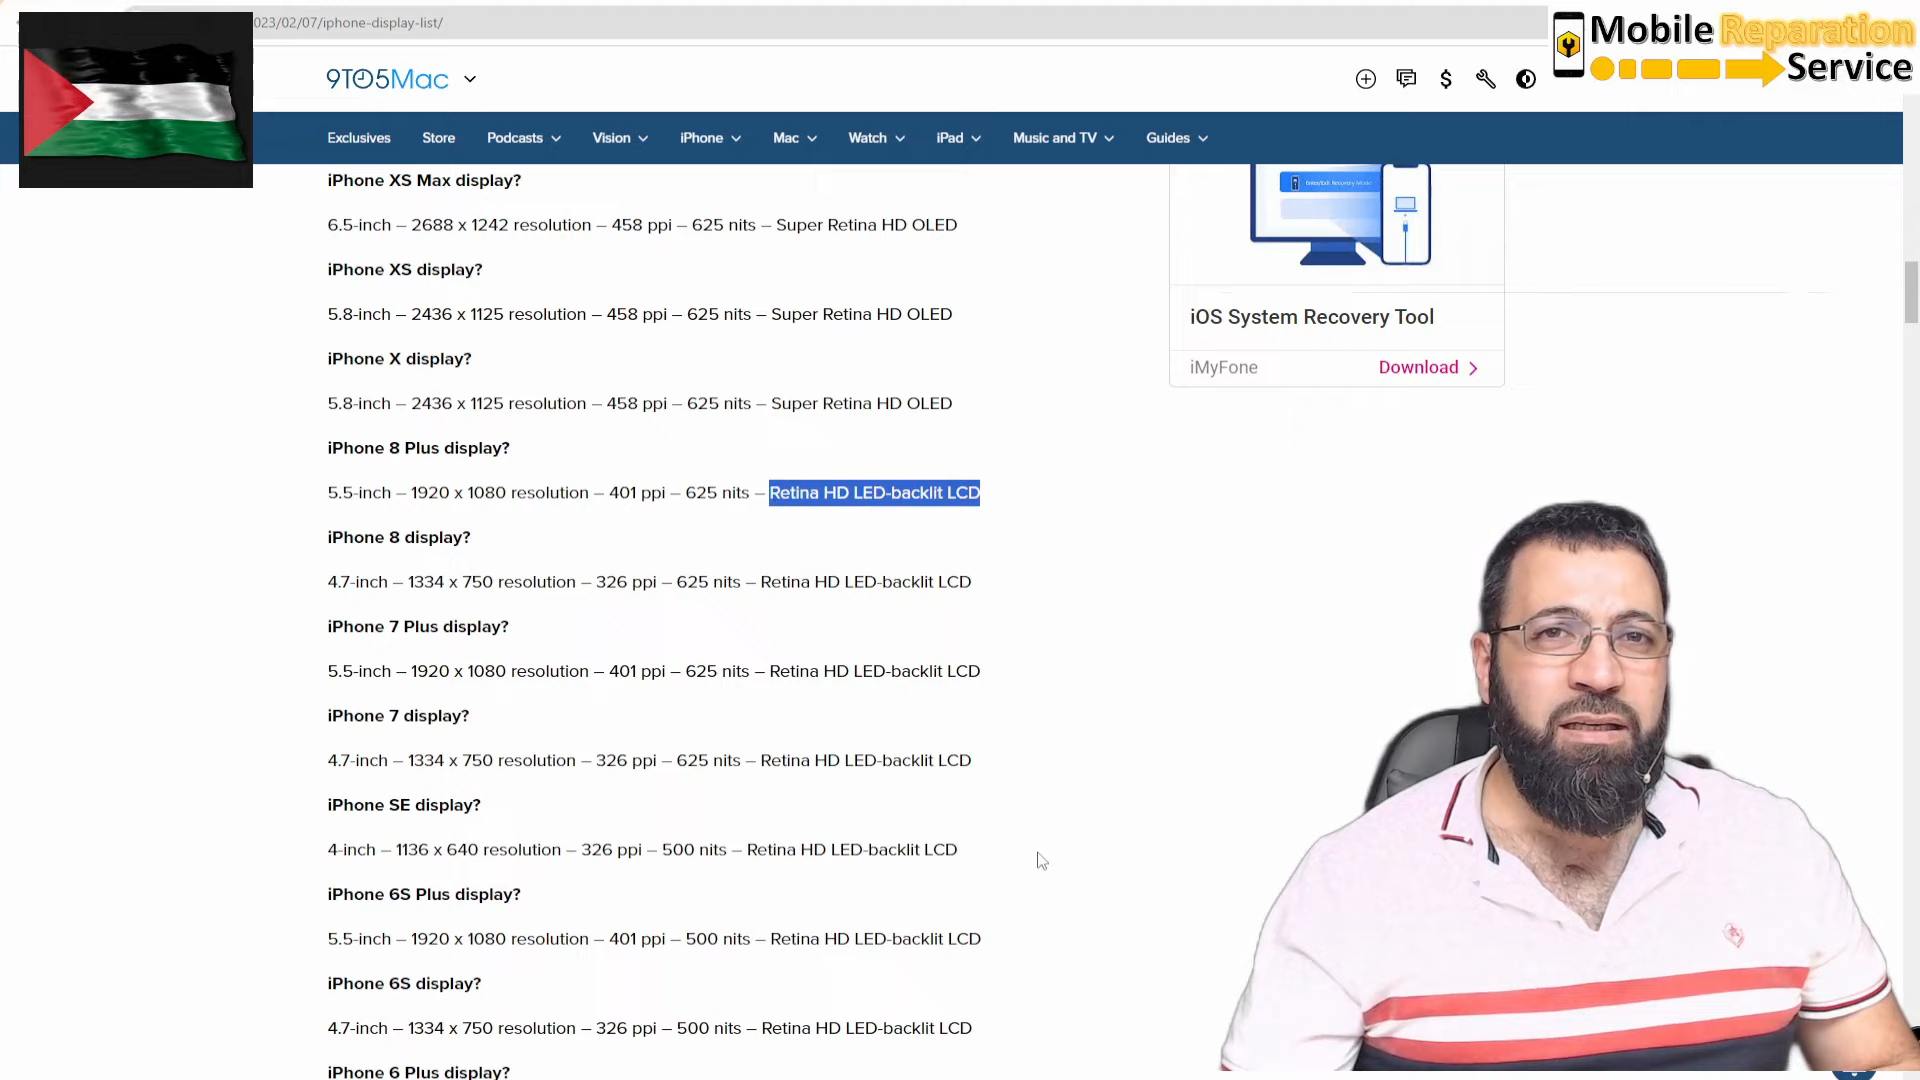 023/02/07/iphone-display-list/
Mobile Reparation
Service
9TO5Mac
Exclusives Store Podcasts Vision iPhone Mac Watch iPad Music and TV Guides
iPhone XS Max display?
6.5-inch – 2688 x 1242 resolution – 458 ppi – 625 nits – Super Retina HD OLED
iPhone XS display?
5.8-inch – 2436 x 1125 resolution – 458 ppi – 625 nits – Super Retina HD OLED
iPhone X display?
5.8-inch – 2436 x 1125 resolution – 458 ppi – 625 nits – Super Retina HD OLED
iPhone 8 Plus display?
5.5-inch – 1920 x 1080 resolution – 401 ppi – 625 nits – Retina HD LED-backlit LCD
iPhone 8 display?
4.7-inch – 1334 x 750 resolution – 326 ppi – 625 nits – Retina HD LED-backlit LCD
iPhone 7 Plus display?
5.5-inch – 1920 x 1080 resolution – 401 ppi – 625 nits – Retina HD LED-backlit LCD
iPhone 7 display?
4.7-inch – 1334 x 750 resolution – 326 ppi – 625 nits – Retina HD LED-backlit LCD
iPhone SE display?
4-inch – 1136 x 640 resolution – 326 ppi – 500 nits – Retina HD LED-backlit LCD
iPhone 6S Plus display?
5.5-inch – 1920 x 1080 resolution – 401 ppi – 500 nits – Retina HD LED-backlit LCD
iPhone 6S display?
4.7-inch – 1334 x 750 resolution – 326 ppi – 500 nits – Retina HD LED-backlit LCD
iPhone 6 Plus display?
iOS System Recovery Tool
iMyFone Download